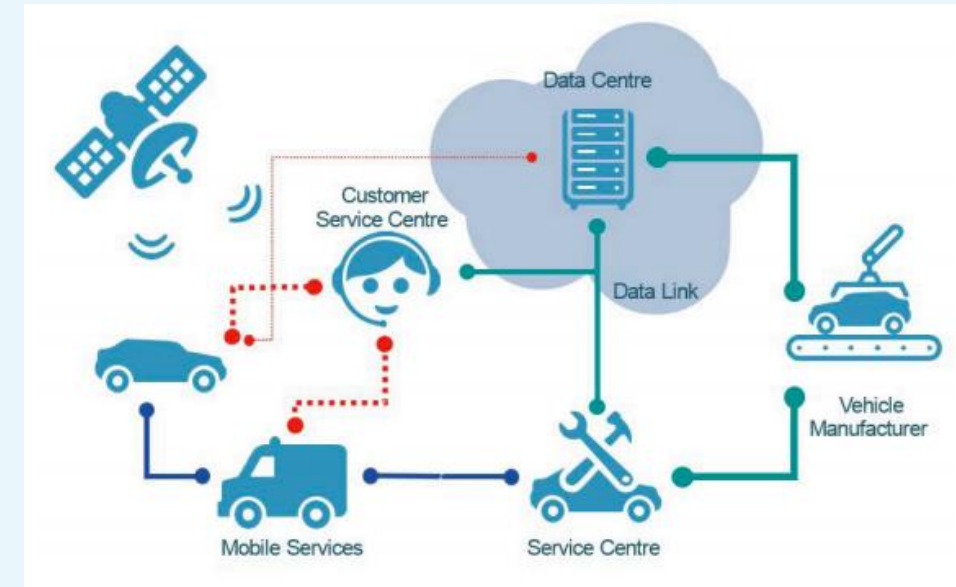 Data Centre
Customer
Service Centre
Data Link
Vehicle
Manufacturer
Mobile Services
Service Centre